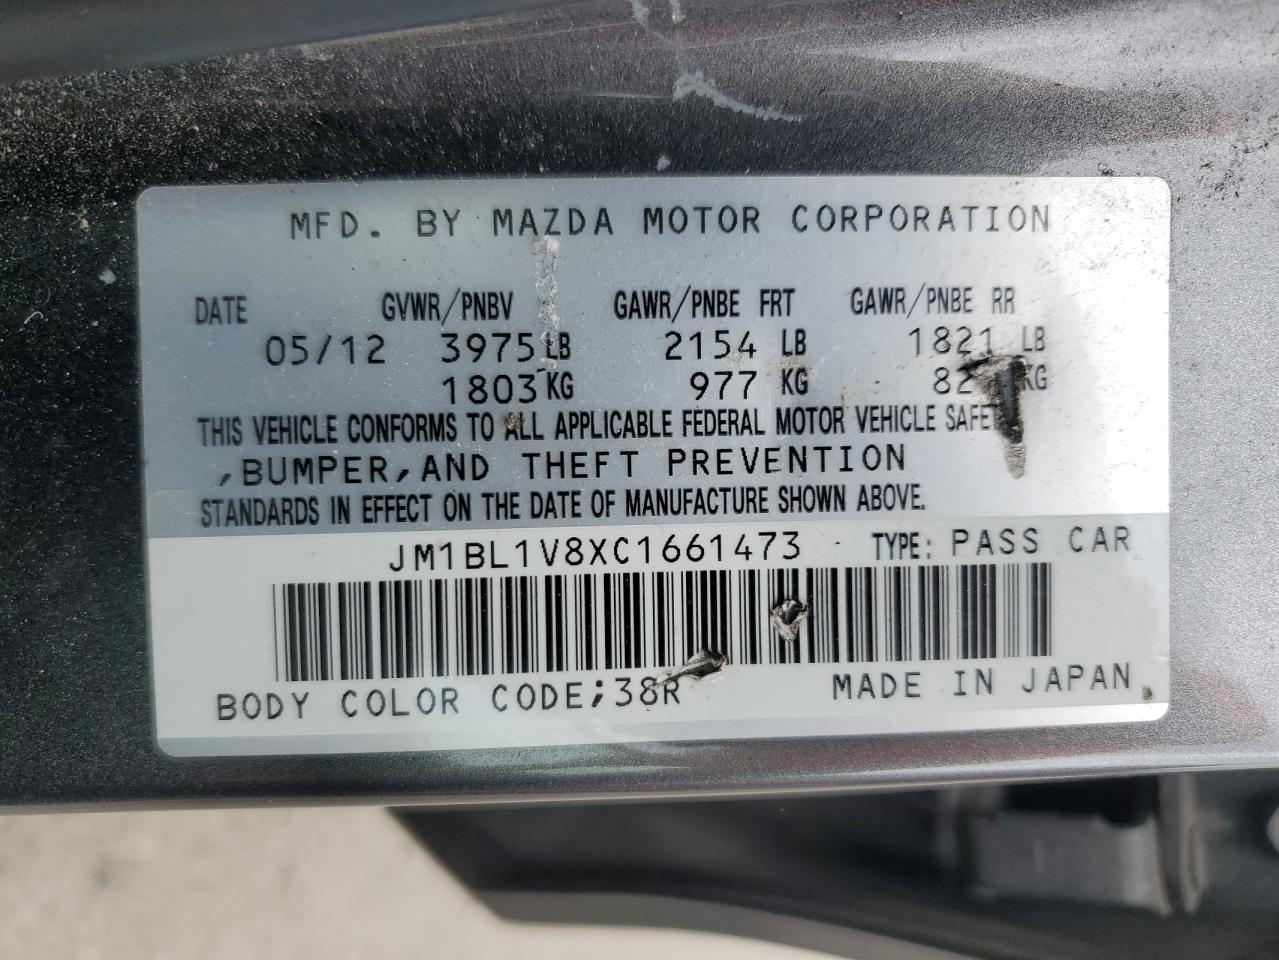 MFD. BY MAZDA MOTOR CORPORATION
DATE GVWR/PNBV GAWR/PNBE FRT GAWR/PNBE RR
05/12 3975 LB 2154 LB 1821 LB
1803 KG 977 KG KG
THIS VEHICLE CONFORMS TO ALL APPLICABLE FEDERAL MOTOR VEHICLE
,BUMPER,AND THEFT PREVENTION
STANDARDS IN EFFECT ON THE DATE OF MANUFACTURE SHOWN ABOVE.
JM1BL1V8XC1661473 TYPE: PASS CAR
BODY COLOR CODE;38R MADE IN JAPAN